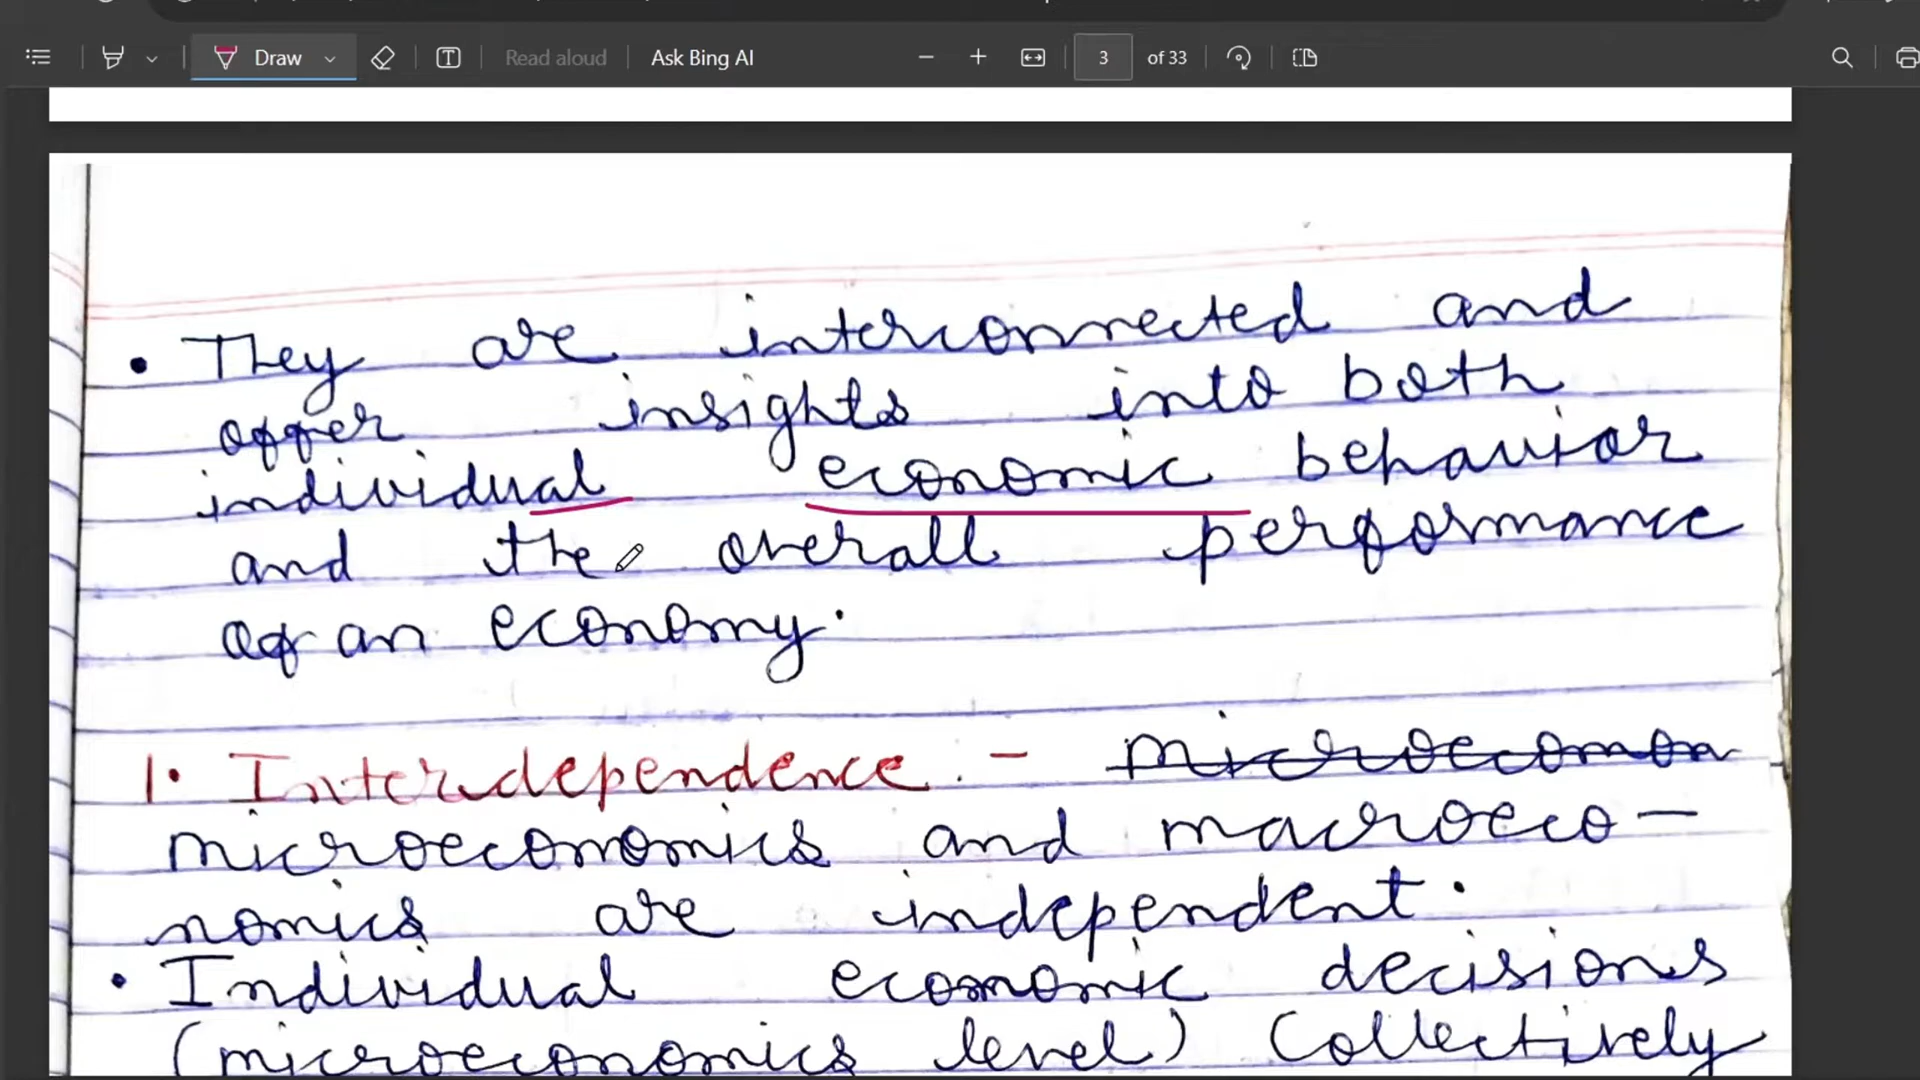 Draw
Read aloud
Ask Bing AI
3 of 33
• They are interconnected and
offer insights into both
individual economic behavior
and the overall performance
of an economy.
1. Interdependence. - microeconomon
microeconomics and macroeco-
nomics are independent.
• Individual economic decisions
(microeconomics level) collectively